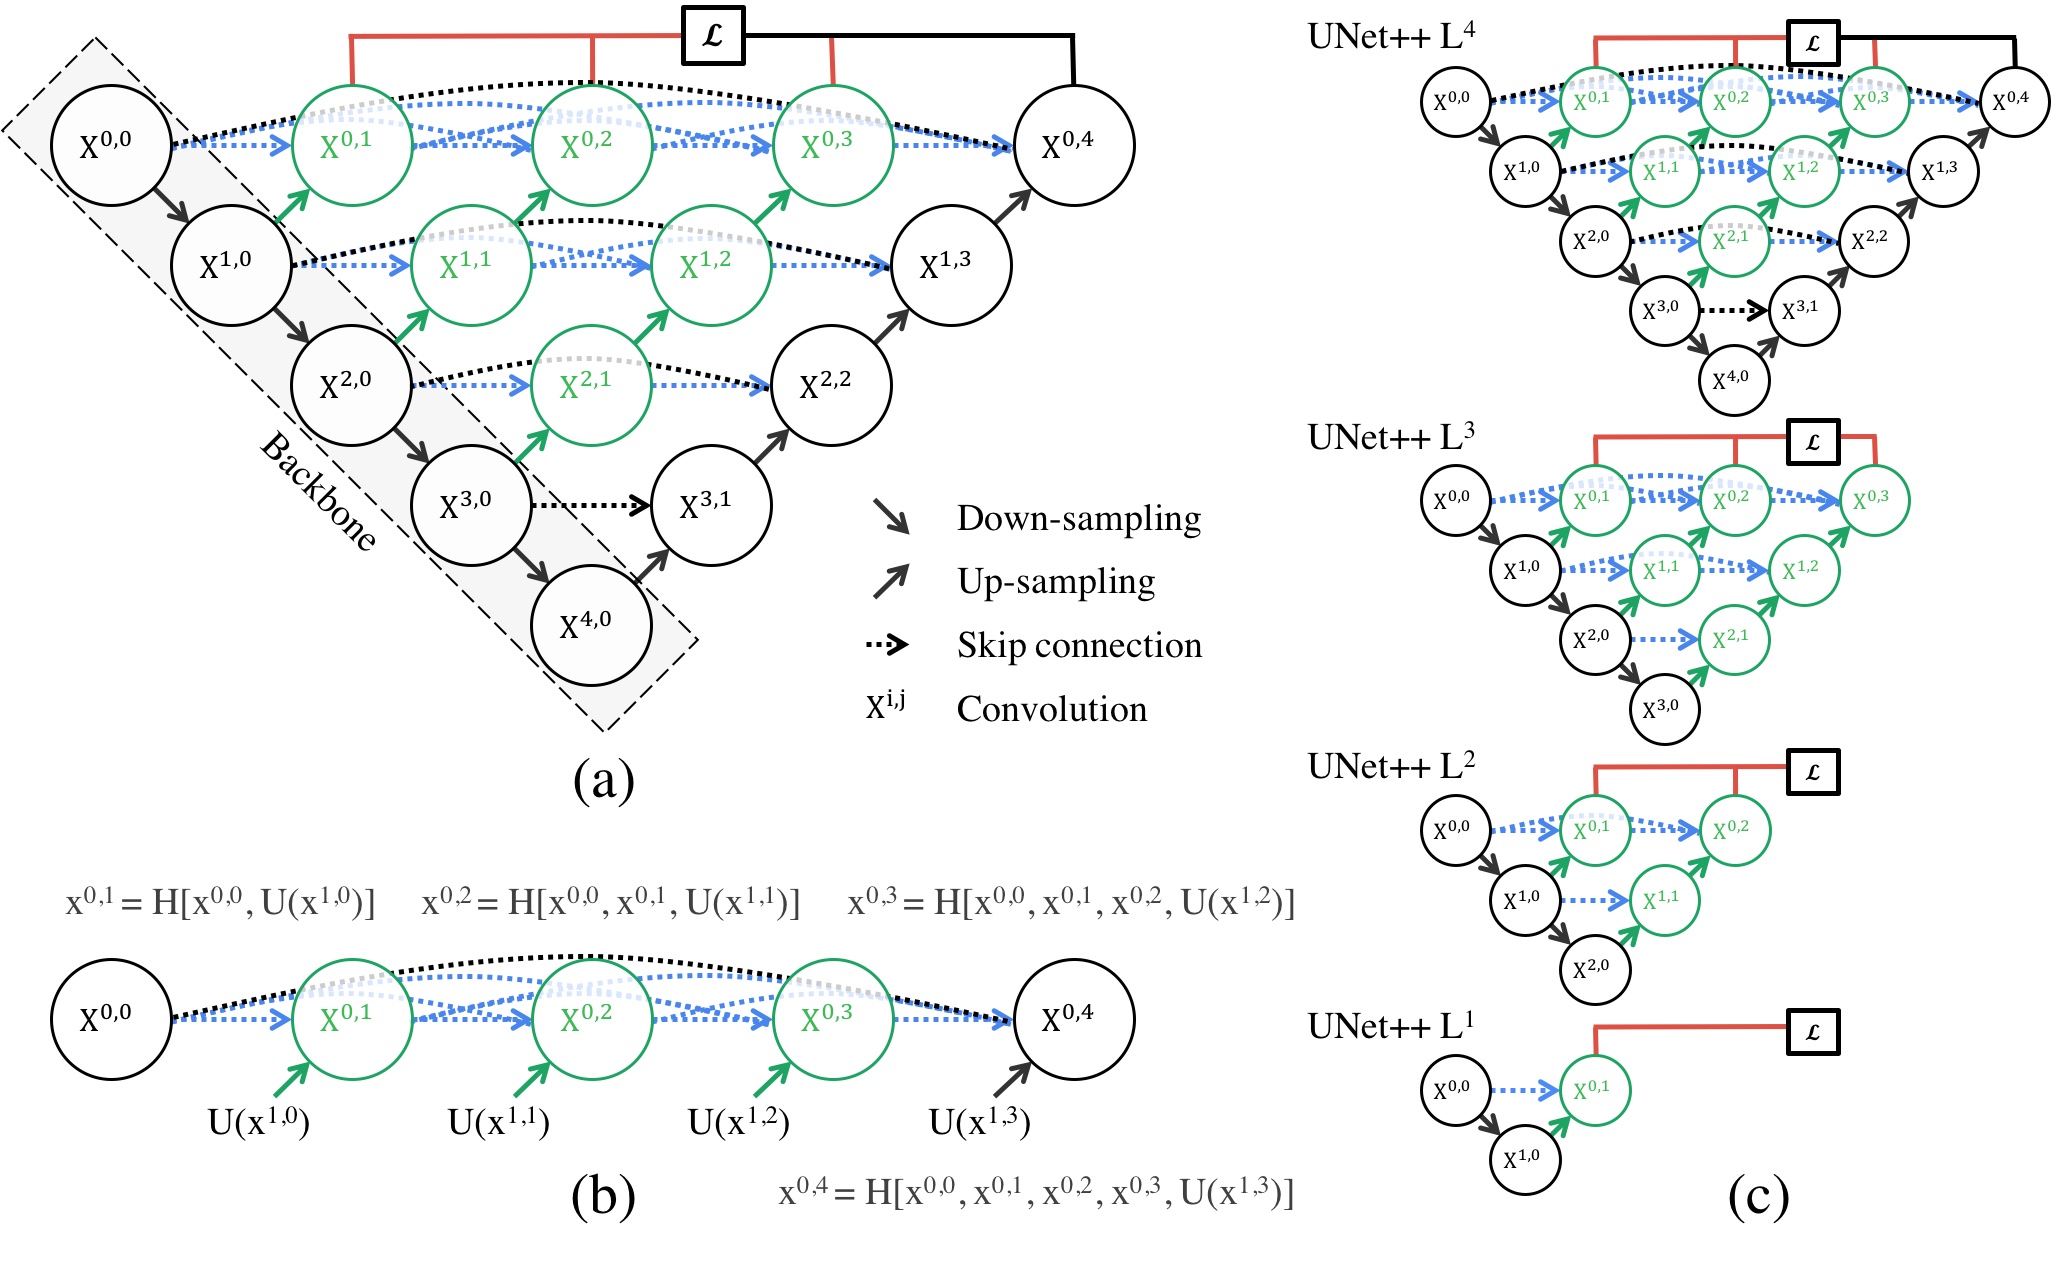 ℒ
X^0,0 X^0,1 X^0,2 X^0,3 X^0,4
X^1,0 X^1,1 X^1,2 X^1,3
X^2,0 X^2,1 X^2,2
X^3,0 X^3,1
X^4,0
Backbone
Down-sampling
Up-sampling
Skip connection
X^i,j Convolution
(a)
x^0,1 = H[x^0,0, U(x^1,0)] x^0,2 = H[x^0,0, x^0,1, U(x^1,1)] x^0,3 = H[x^0,0, x^0,1, x^0,2, U(x^1,2)]
X^0,0 X^0,1 X^0,2 X^0,3 X^0,4
U(x^1,0) U(x^1,1) U(x^1,2) U(x^1,3)
x^0,4 = H[x^0,0, x^0,1, x^0,2, x^0,3, U(x^1,3)]
(b)
UNet++ L^4
ℒ
X^0,0 X^0,1 X^0,2 X^0,3 X^0,4
X^1,0 X^1,1 X^1,2 X^1,3
X^2,0 X^2,1 X^2,2
X^3,0 X^3,1
X^4,0
UNet++ L^3
ℒ
X^0,0 X^0,1 X^0,2 X^0,3
X^1,0 X^1,1 X^1,2
X^2,0 X^2,1
X^3,0
UNet++ L^2
ℒ
X^0,0 X^0,1 X^0,2
X^1,0 X^1,1
X^2,0
UNet++ L^1
ℒ
X^0,0 X^0,1
X^1,0
(c)